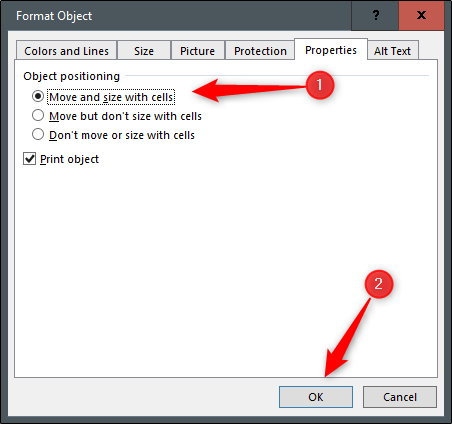 Format Object
?
x
Colors and Lines Size Picture Protection Properties Alt Text
Object positioning
Move and size with cells
1
Move but don't size with cells
Don't move or size with cells
Print object
2
OK Cancel